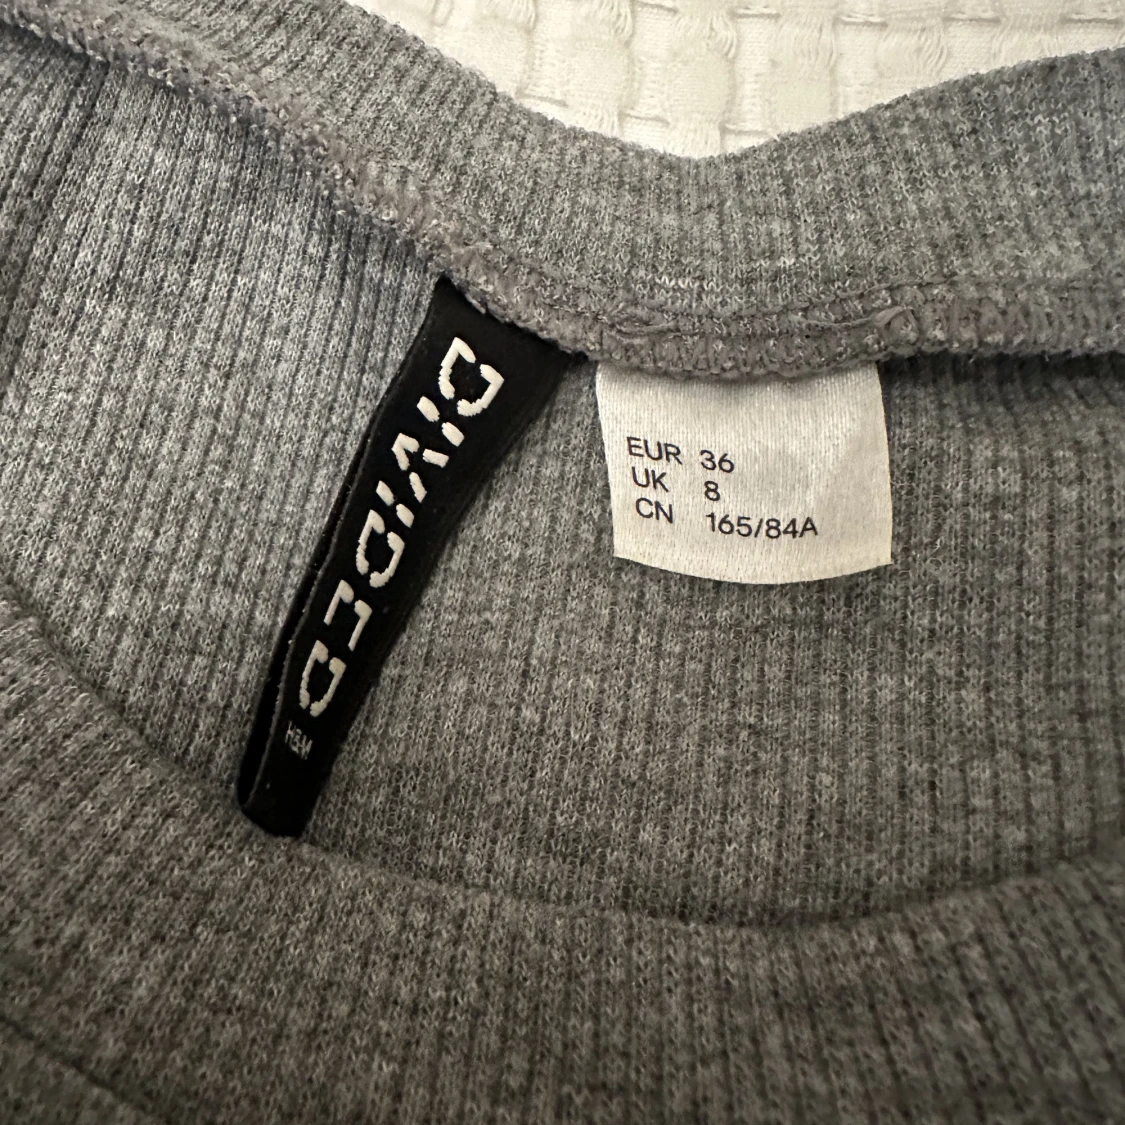 DIVIDED
H&M
EUR 36
UK 8
CN 165/84A